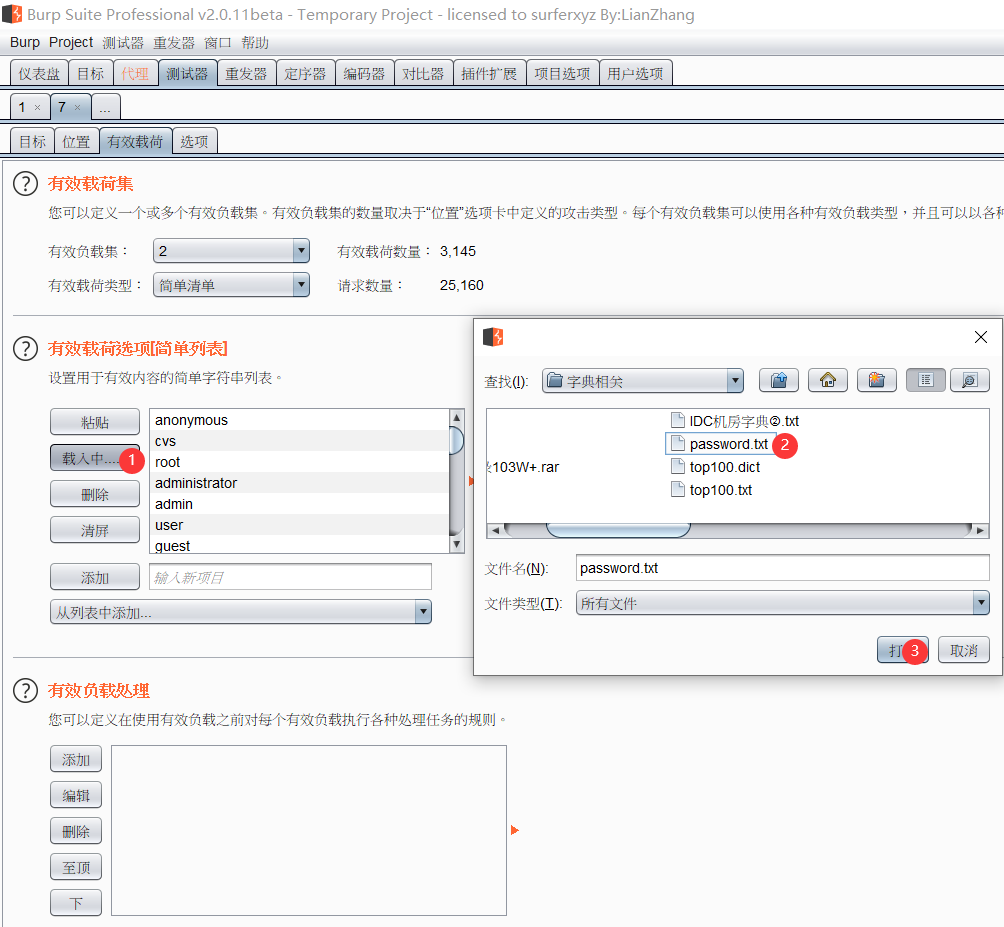 Burp Suite Professional v2.0.11beta - Temporary Project - licensed to surferxyz By:LianZhang
Burp Project 测试器 重发器 窗口 帮助
仪表盘 目标 代理 测试器 重发器 定序器 编码器 对比器 插件扩展 项目选项 用户选项
1 × 7 × ...
目标 位置 有效载荷 选项
? 有效载荷集
您可以定义一个或多个有效负载集。有效负载集的数量取决于“位置”选项卡中定义的攻击类型。每个有效负载集可以使用各种有效负载类型，并且可以以各种
有效负载集： 2 有效载荷数量： 3,145
有效载荷类型： 简单清单 请求数量： 25,160
? 有效载荷选项[简单列表]
设置用于有效内容的简单字符串列表。
粘贴
载入中.... 1
删除
清屏
anonymous
cvs
root
administrator
admin
user
guest
添加 输入新项目
从列表中添加...
查找(I): 字典相关
103W+.rar
IDC机房字典②.txt
password.txt 2
top100.dict
top100.txt
文件名(N): password.txt
文件类型(T): 所有文件
打 3 取消
? 有效负载处理
您可以定义在使用有效负载之前对每个有效负载执行各种处理任务的规则。
添加
编辑
删除
至顶
下